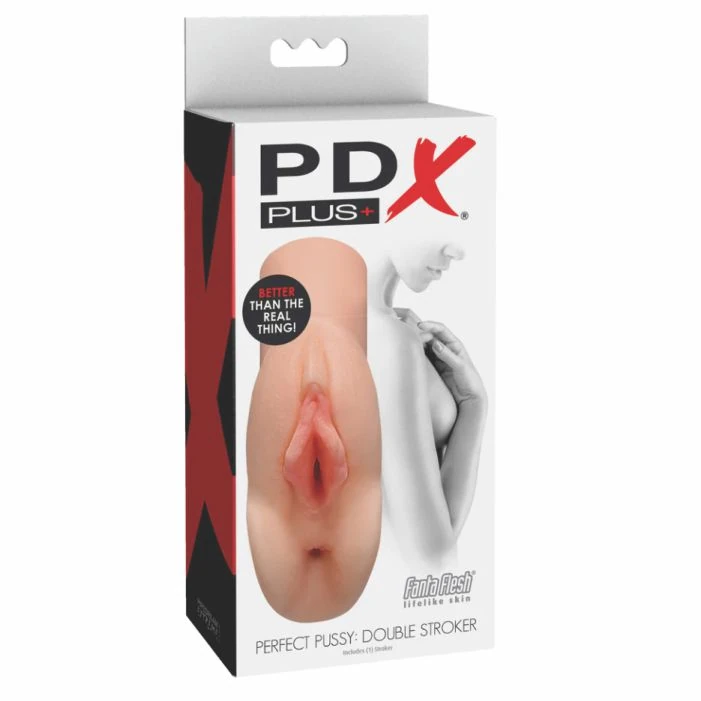 PDX®
PLUS+
BETTER
THAN THE
REAL
THING!
Fanta Flesh®
lifelike skin
PERFECT PUSSY: DOUBLE STROKER
Includes (1) Stroker